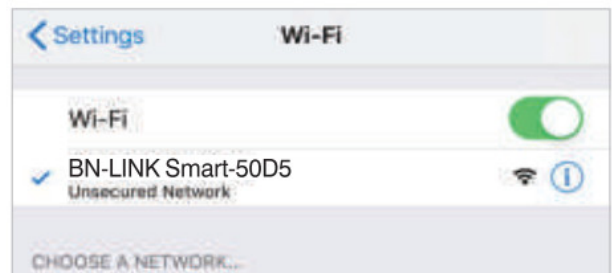 Settings Wi-Fi
Wi-Fi
BN-LINK Smart-50D5
Unsecured Network
CHOOSE A NETWORK...